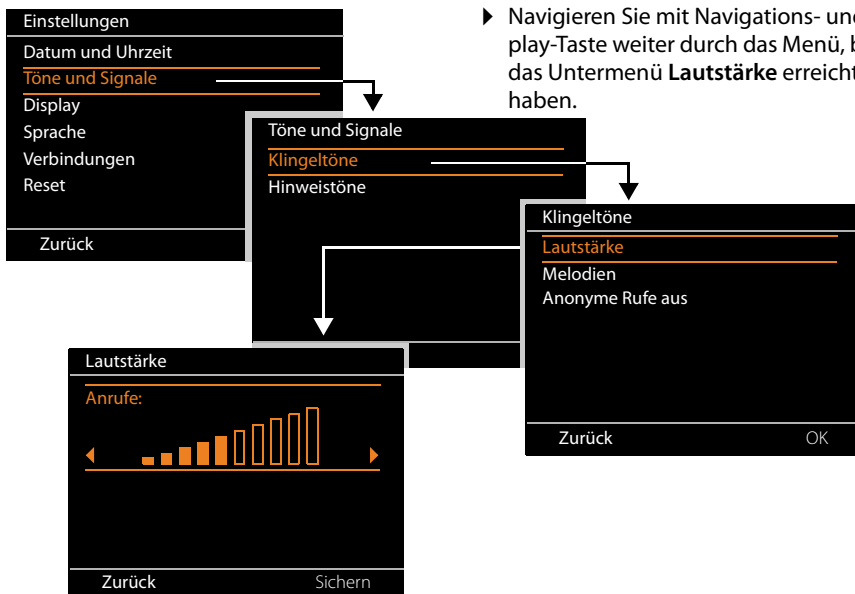 Einstellungen
Datum und Uhrzeit
Töne und Signale
Display
Sprache
Verbindungen
Reset
Zurück
Navigieren Sie mit Navigations-
play-Taste weiter durch das Menü,
das Untermenü Lautstärke erreicht
haben.
Töne und Signale
Klingeltöne
Hinweistöne
Klingeltöne
Lautstärke
Melodien
Anonyme Rufe aus
Zurück OK
Lautstärke
Anrufe:
Zurück Sichern